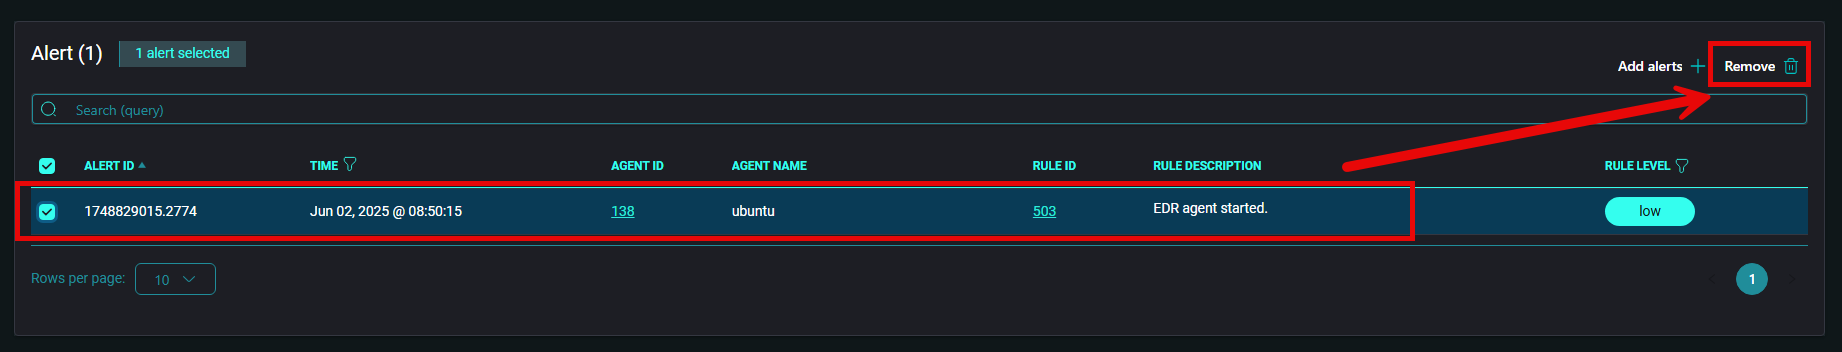 Alert (1) 1 alert selected
Add alerts Remove
Search (query)
ALERT ID TIME AGENT ID AGENT NAME RULE ID RULE DESCRIPTION RULE LEVEL
1748829015.2774 Jun 02, 2025 @ 08:50:15 138 ubuntu 503 EDR agent started. low
Rows per page: 10 1